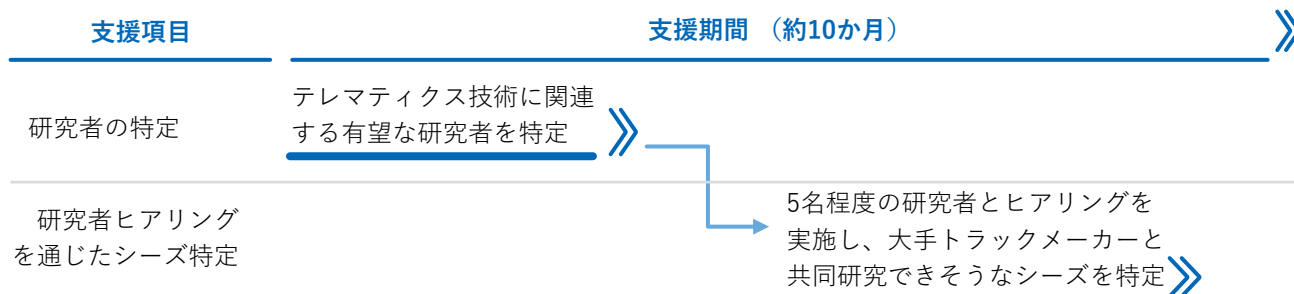 支援項目
支援期間 （約10か月）
研究者の特定
テレマティクス技術に関連
する有望な研究者を特定
研究者ヒアリング
を通じたシーズ特定
5名程度の研究者とヒアリングを
実施し、大手トラックメーカーと
共同研究できそうなシーズを特定